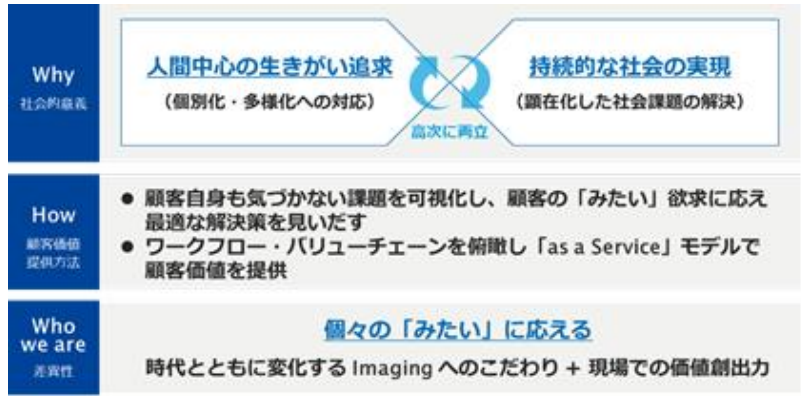 Why
社会的意義
人間中心の生きがい追求
（個別化・多様化への対応）
持続的な社会の実現
（顕在化した社会課題の解決）
高次に両立
How
顧客価値
提供方法
● 顧客自身も気づかない課題を可視化し、顧客の「みたい」欲求に応え
最適な解決策を見いだす
● ワークフロー・バリューチェーンを俯瞰し「as a Service」モデルで
顧客価値を提供
Who
we are
差異性
個々の「みたい」に応える
時代とともに変化する Imaging へのこだわり + 現場での価値創出力